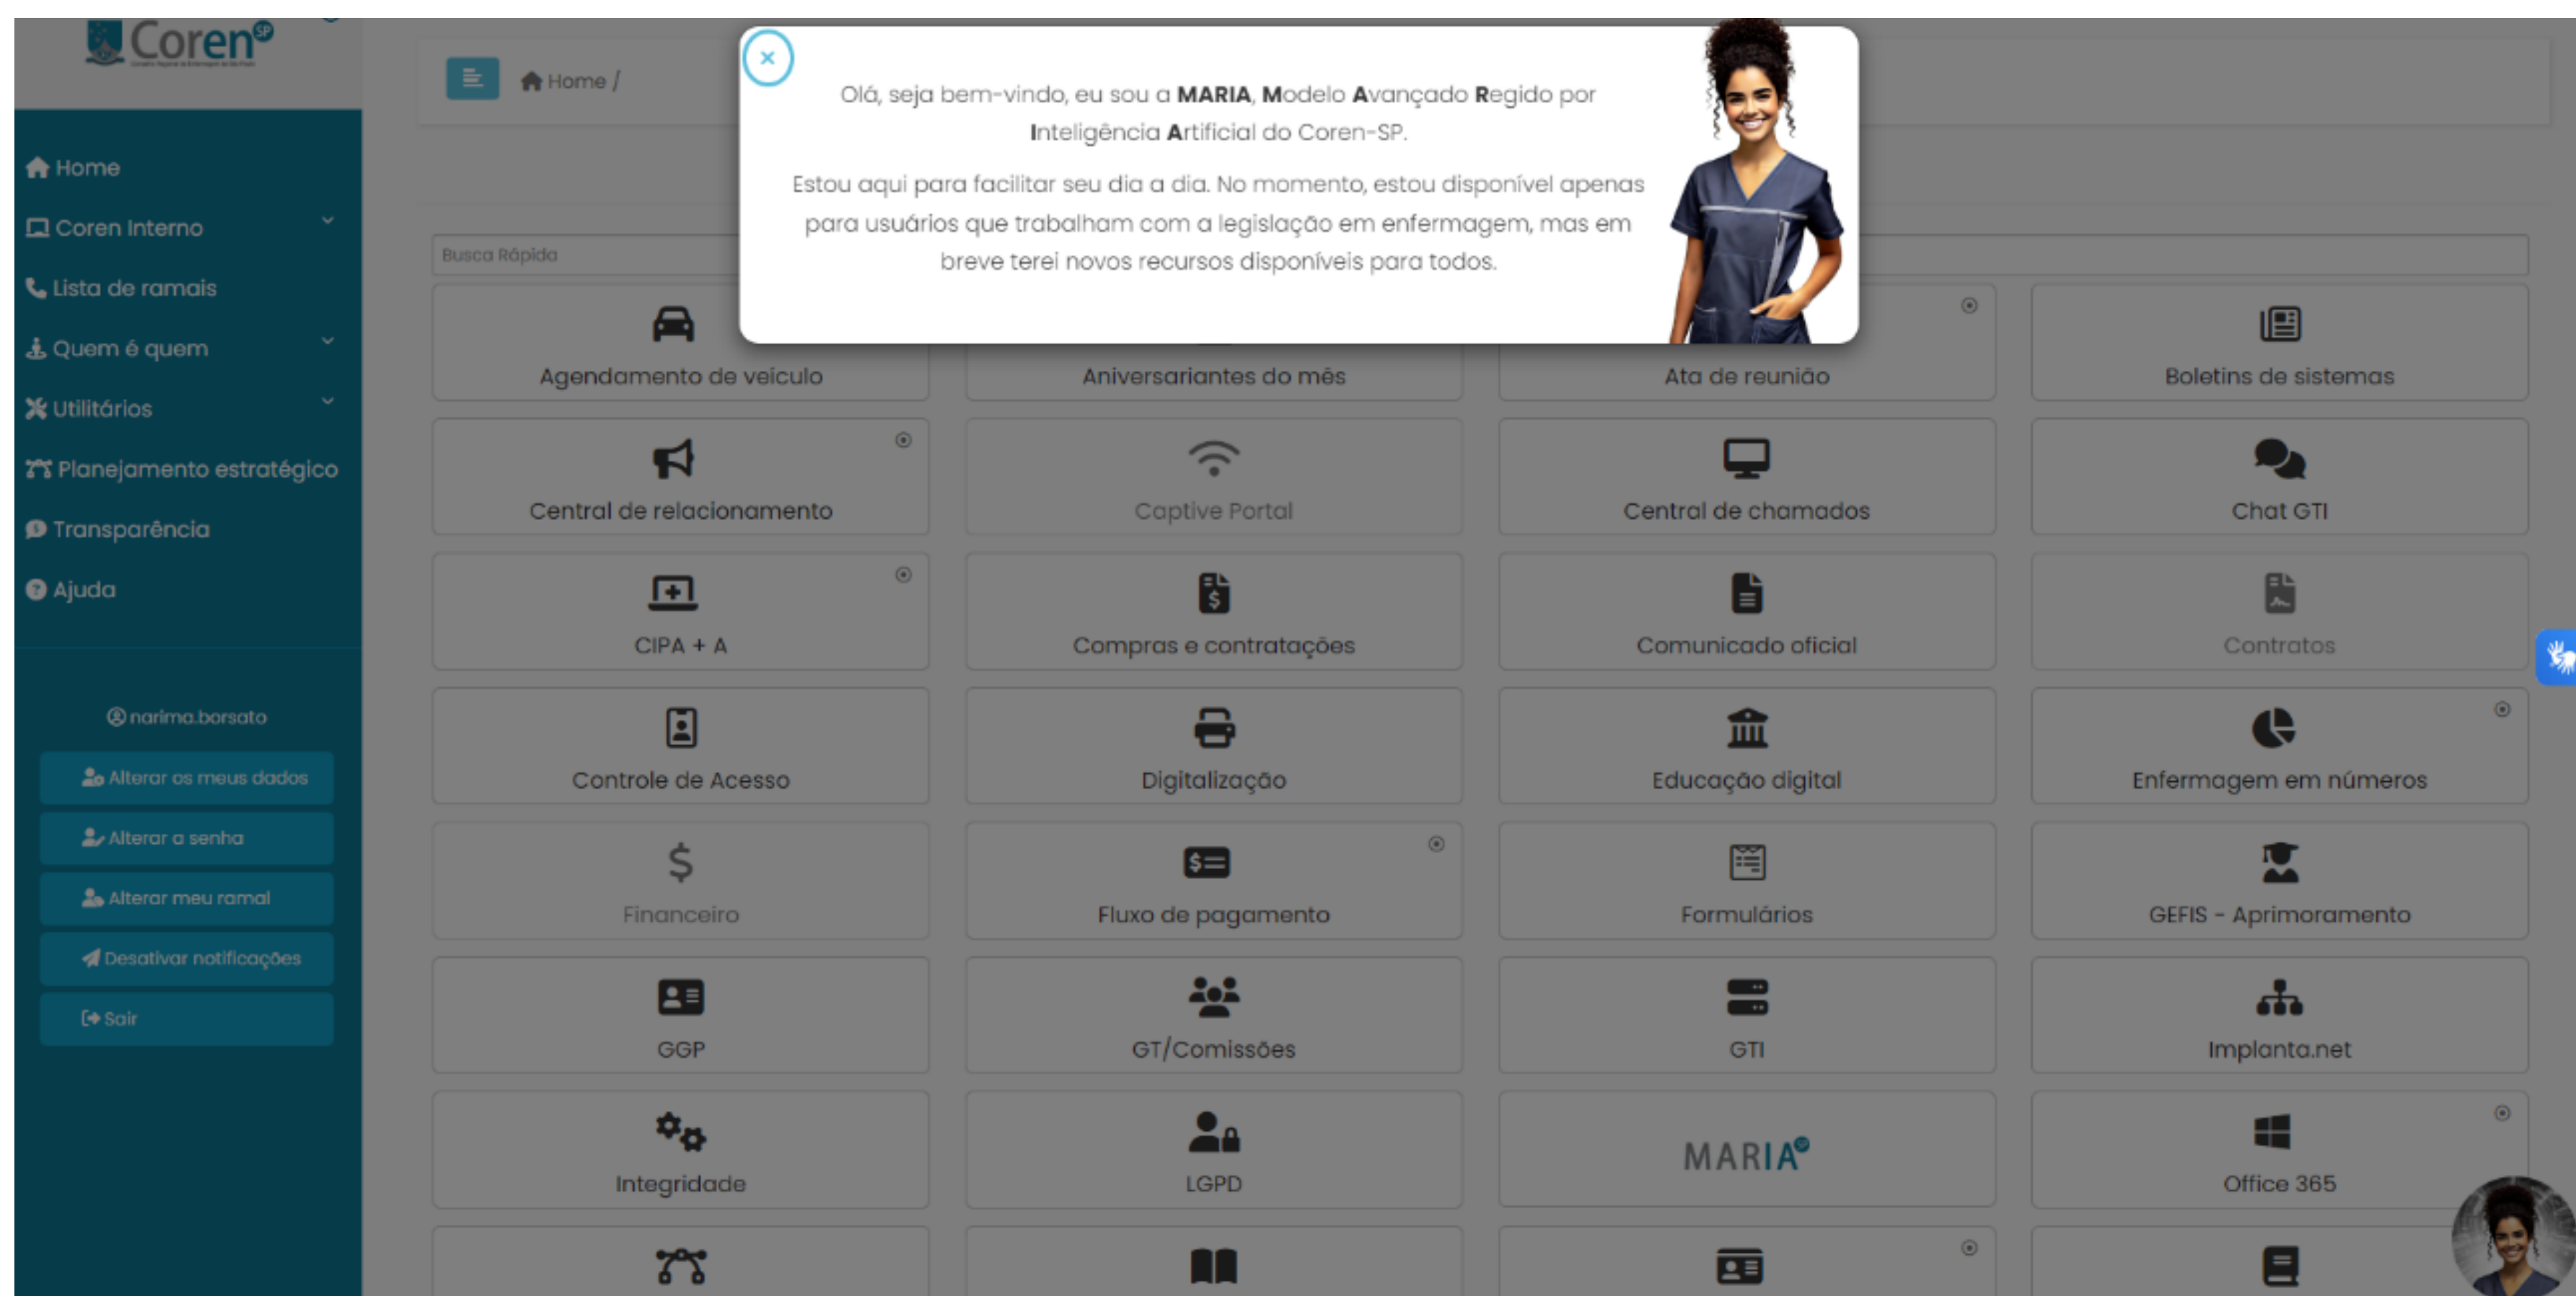 Coren SP
Home
Coren Interno
Lista de ramais
Quem é quem
Utilitários
Planejamento estratégico
Transparência
Ajuda
narima.borsato
Alterar os meus dados
Alterar a senha
Alterar meu ramal
Desativar notificações
Sair
Home /
Olá, seja bem-vindo, eu sou a MARIA, Modelo Avançado Regido por
Inteligência Artificial do Coren-SP.
Estou aqui para facilitar seu dia a dia. No momento, estou disponível apenas
para usuários que trabalham com a legislação em enfermagem, mas em
breve terei novos recursos disponíveis para todos.
Busca Rápida
Agendamento de veículo
Aniversariantes do mês
Ata de reunião
Boletins de sistemas
Central de relacionamento
Captive Portal
Central de chamados
Chat GTI
CIPA + A
Compras e contratações
Comunicado oficial
Contratos
Controle de Acesso
Digitalização
Educação digital
Enfermagem em números
Financeiro
Fluxo de pagamento
Formulários
GEFIS - Aprimoramento
GGP
GT/Comissões
GTI
Implanta.net
Integridade
LGPD
MARIA SP
Office 365